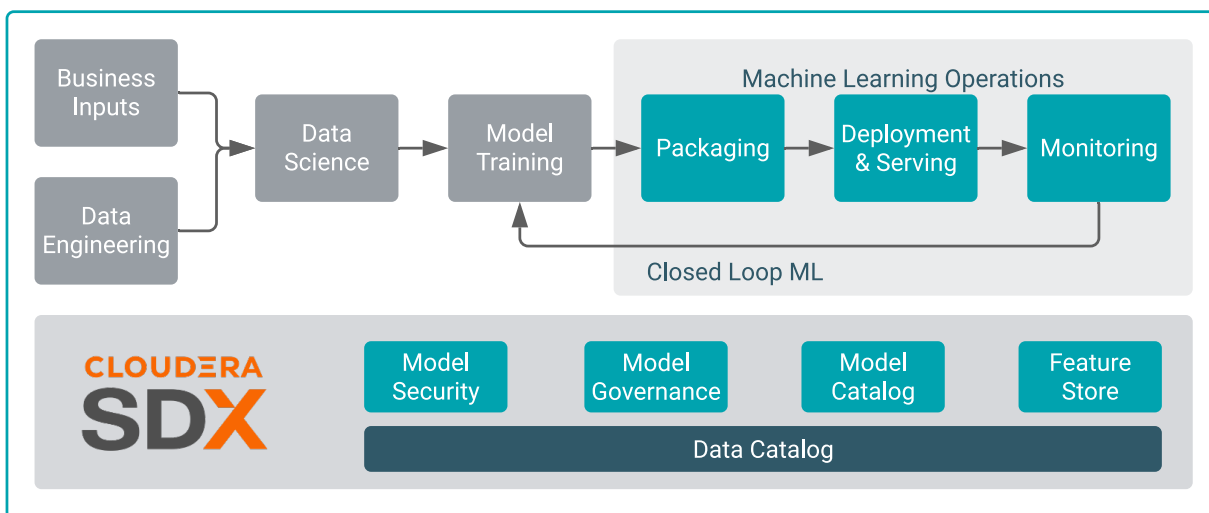 Business
Inputs
Data
Engineering
Data
Science
Model
Training
Machine Learning Operations
Packaging
Deployment
& Serving
Monitoring
Closed Loop ML
CLOUDERA
SDX
Model
Security
Model
Governance
Model
Catalog
Feature
Store
Data Catalog